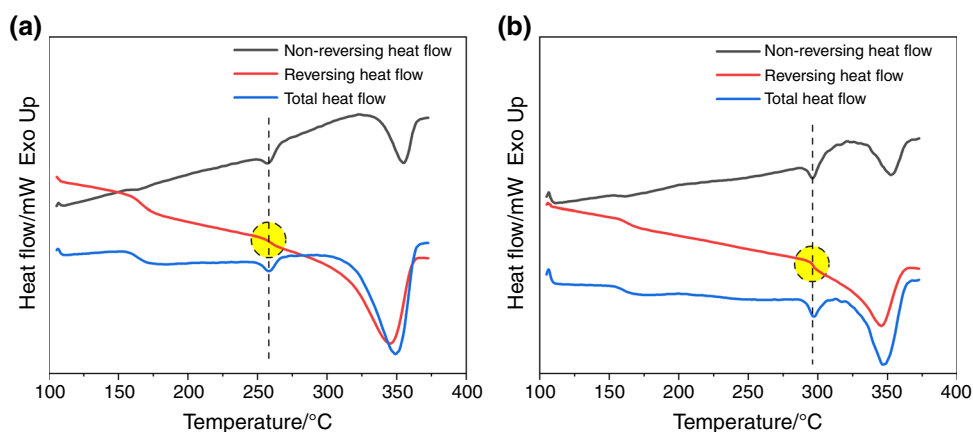 (a)
Non-reversing heat flow
Reversing heat flow
Total heat flow
Heat flow/mW Exo Up
100 150 200 250 300 350 400
Temperature/°C
(b)
Non-reversing heat flow
Reversing heat flow
Total heat flow
Heat flow/mW Exo Up
100 150 200 250 300 350 400
Temperature/°C